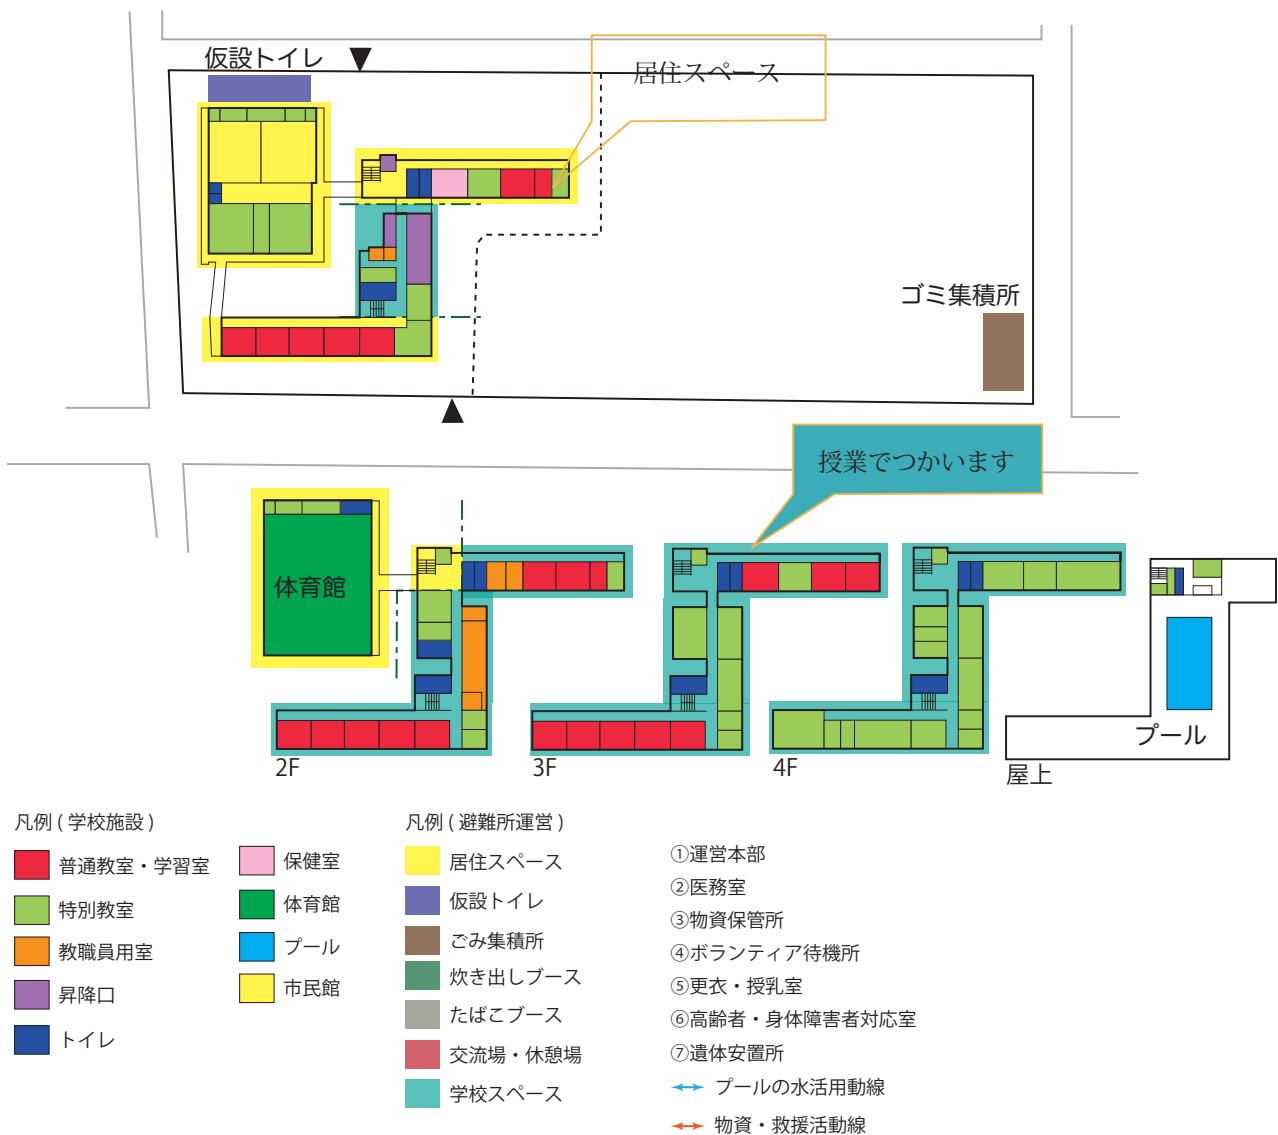 仮設トイレ
居住スペース
ゴミ集積所
授業でつかいます
体育館
プール
2F
3F
4F
屋上
凡例 ( 学校施設 )
普通教室・学習室
特別教室
教職員用室
昇降口
トイレ
保健室
体育館
プール
市民館
凡例 ( 避難所運営 )
居住スペース
仮設トイレ
ごみ集積所
炊き出しブース
たばこブース
交流場・休憩場
学校スペース
①運営本部
②医務室
③物資保管所
④ボランティア待機所
⑤更衣・授乳室
⑥高齢者・身体障害者対応室
⑦遺体安置所
プールの水活用動線
物資・救援活動線